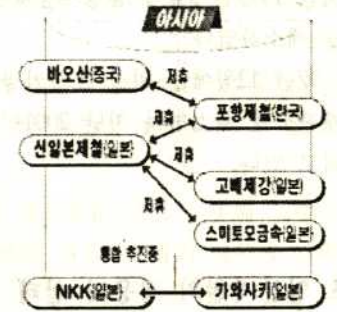 아시아
바오산(중국)
제휴
포항제철(한국)
제휴
신일본제철(일본)
제휴
고베제강(일본)
제휴
스미토모금속(일본)
통합 추진중
NKK(일본)
가와사키(일본)